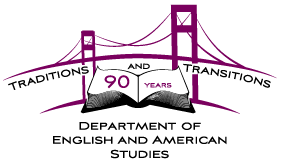 TRADITIONS AND TRANSITIONS
90 YEARS
DEPARTMENT OF
ENGLISH AND AMERICAN
STUDIES